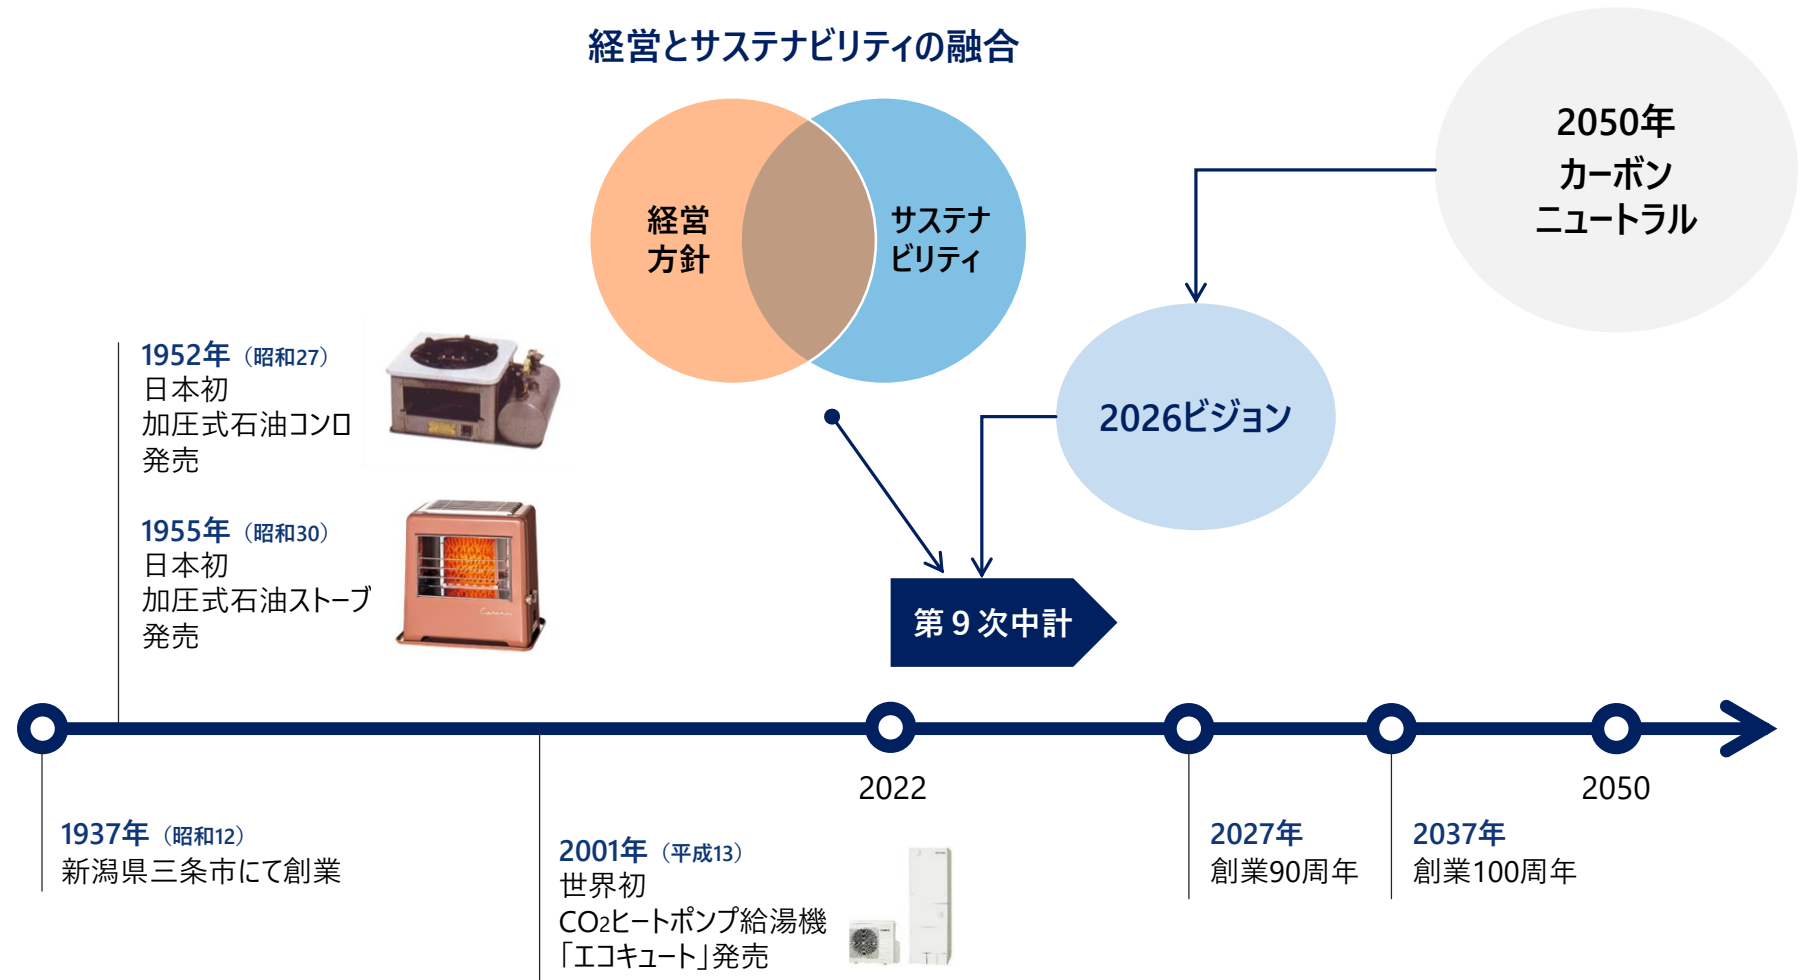 経営とサステナビリティの融合
経営
方針
サステナ
ビリティ
2050年
カーボン
ニュートラル
2026ビジョン
1952年（昭和27）
日本初
加圧式石油コンロ
発売
1955年（昭和30）
日本初
加圧式石油ストーブ
発売
第９次中計
2022
2050
1937年（昭和12）
新潟県三条市にて創業
2001年（平成13）
世界初
CO2ヒートポンプ給湯機
「エコキュート」発売
2027年
創業90周年
2037年
創業100周年